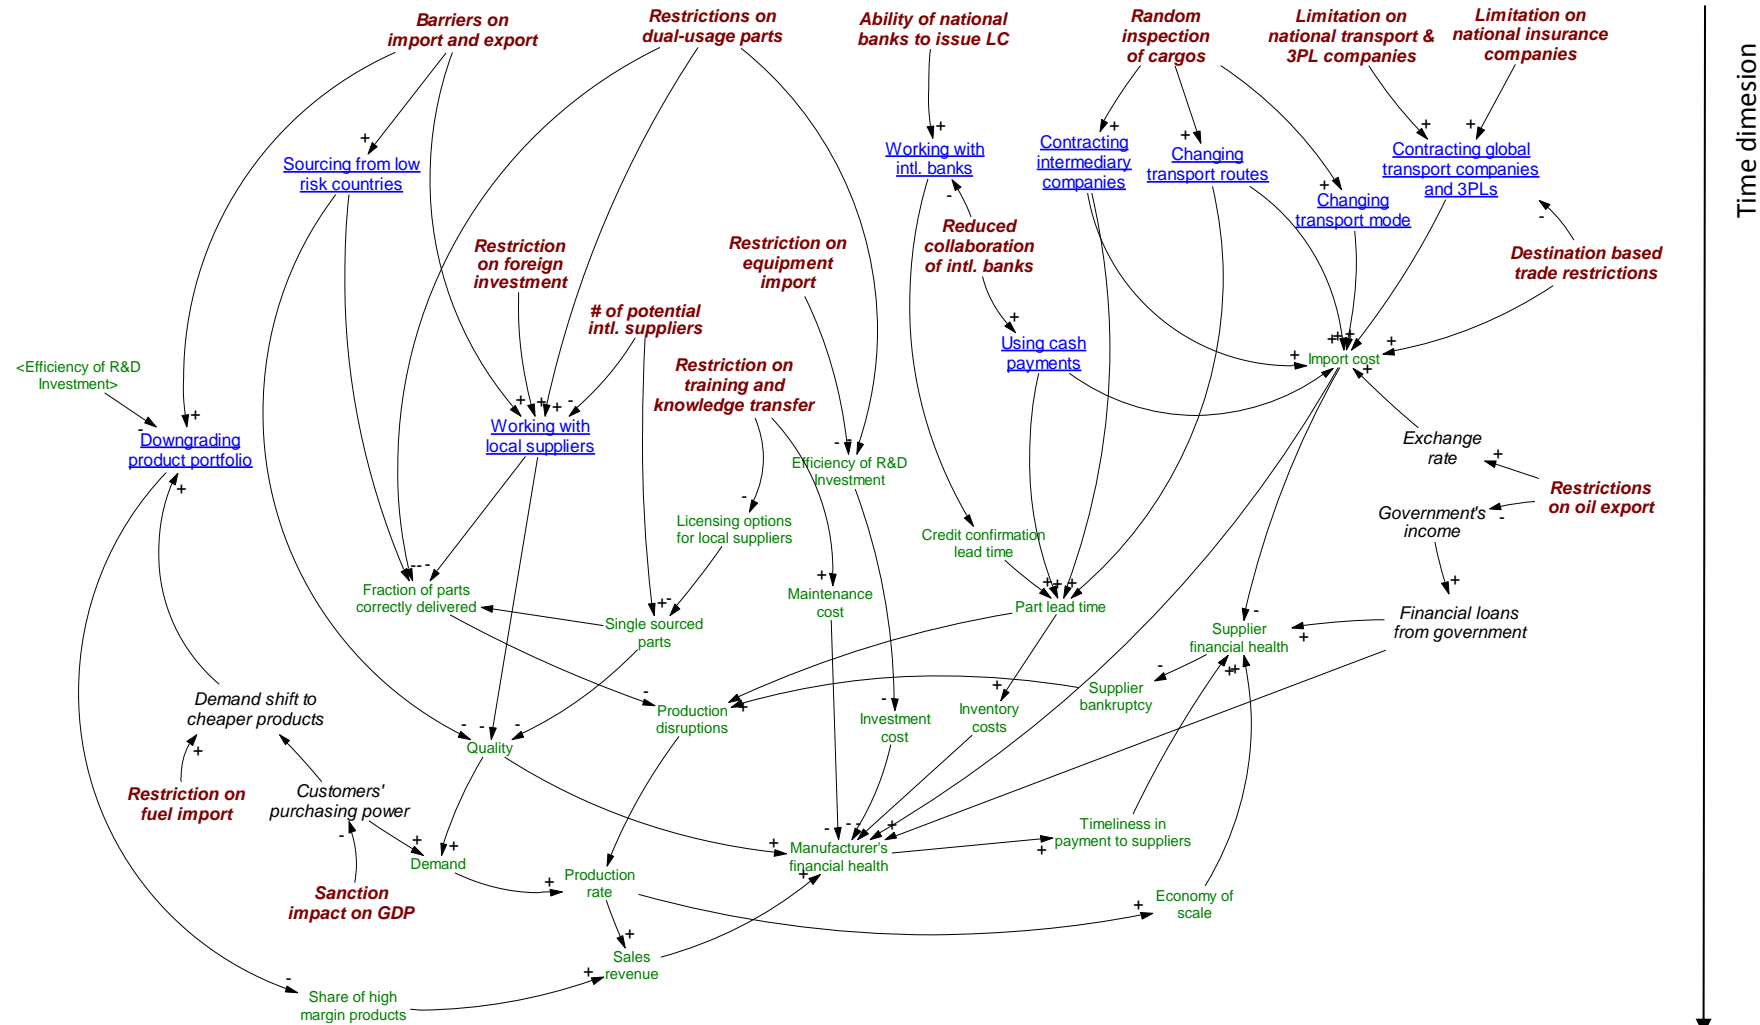 Barriers on
import and export
Restrictions on
dual-usage parts
Ability of national
banks to issue LC
Random
inspection
of cargos
Limitation on
national transport &
3PL companies
Limitation on
national insurance
companies
Time dimesion
+
Sourcing from low
risk countries
+
Working with
intl. banks
-
+
Contracting
intermediary
companies
+
Changing
transport routes
+
Changing
transport mode
+
+
Contracting global
transport companies
and 3PLs
-
Restriction
on foreign
investment
Restriction on
equipment
import
Reduced
collaboration
of intl. banks
Destination based
trade restrictions
# of potential
intl. suppliers
+
Using cash
payments
+
+
+
+
+
Import cost
+
<Efficiency of R&D
Investment>
Restriction on
training and
knowledge transfer
-
+
Downgrading
product portfolio
+
+
+
+
-
Working with
local suppliers
-
-
Efficiency of R&D
Investment
Exchange
rate
+
Restrictions
on oil export
-
Government's
income
-
Licensing options
for local suppliers
Credit confirmation
lead time
-
-
-
Fraction of parts
correctly delivered
+
-
Single sourced
parts
+
Maintenance
cost
+
+
+
Part lead time
+
Financial loans
from government
-
+
Supplier
financial health
+
+
Demand shift to
cheaper products
+
-
Production
disruptions
+
-
Investment
cost
+
Inventory
costs
-
Supplier
bankruptcy
-
-
-
Quality
Restriction on
fuel import
Customers'
purchasing power
-
+
+
Demand
+
-
-
-
+
Manufacturer's
financial health
+
+
Timeliness in
payment to suppliers
Sanction
impact on GDP
+
Production
rate
+
Economy of
scale
+
Sales
revenue
+
-
Share of high
margin products